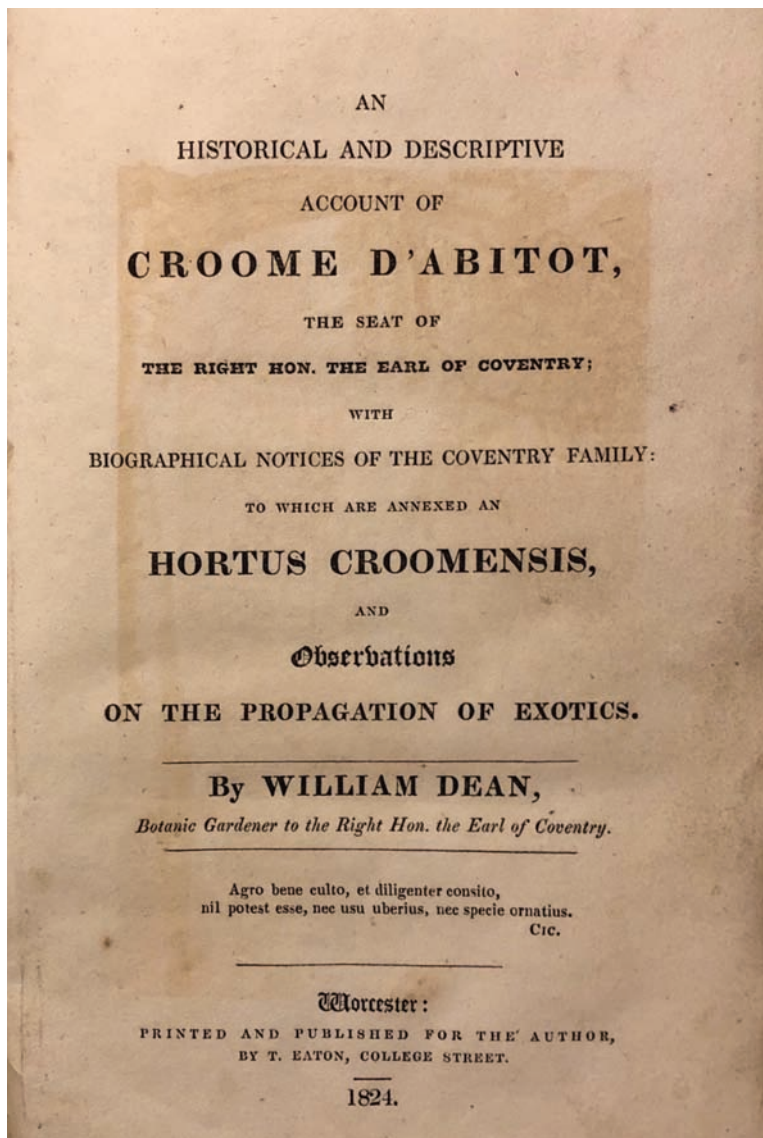 AN
HISTORICAL AND DESCRIPTIVE
ACCOUNT OF
CROOME D'ABITOT,
THE SEAT OF
THE RIGHT HON. THE EARL OF COVENTRY;
WITH
BIOGRAPHICAL NOTICES OF THE COVENTRY FAMILY:
TO WHICH ARE ANNEXED AN
HORTUS CROOMENSIS,
AND
Observations
ON THE PROPAGATION OF EXOTICS.
By WILLIAM DEAN,
Botanic Gardener to the Right Hon. the Earl of Coventry.
Agro bene culto, et diligenter consito,
nil potest esse, nec usu uberius, nec specie ornatius.
CIC.
Worcester:
PRINTED AND PUBLISHED FOR THE AUTHOR,
BY T. EATON, COLLEGE STREET.
1824.